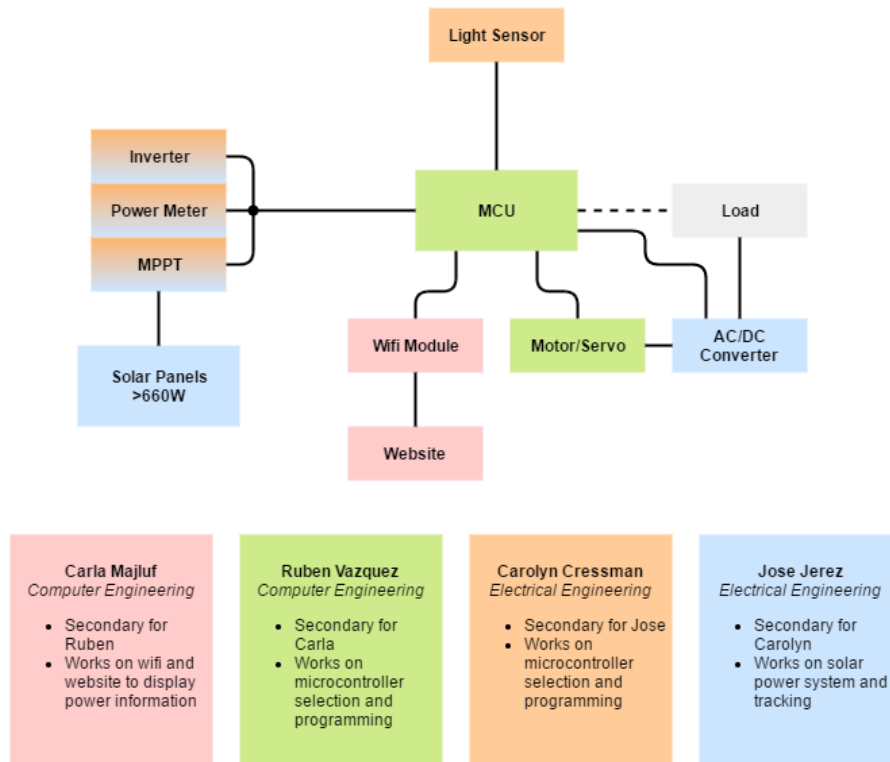 Light Sensor
Inverter
Power Meter
MPPT
MCU
Load
Solar Panels
>660W
Wifi Module
Motor/Servo
AC/DC
Converter
Website
Carla Majluf
Computer Engineering
• Secondary for
Ruben
• Works on wifi and
website to display
power information
Ruben Vazquez
Computer Engineering
• Secondary for
Carla
• Works on
microcontroller
selection and
programming
Carolyn Cressman
Electrical Engineering
• Secondary for Jose
• Works on
microcontroller
selection and
programming
Jose Jerez
Electrical Engineering
• Secondary for
Carolyn
• Works on solar
power system and
tracking